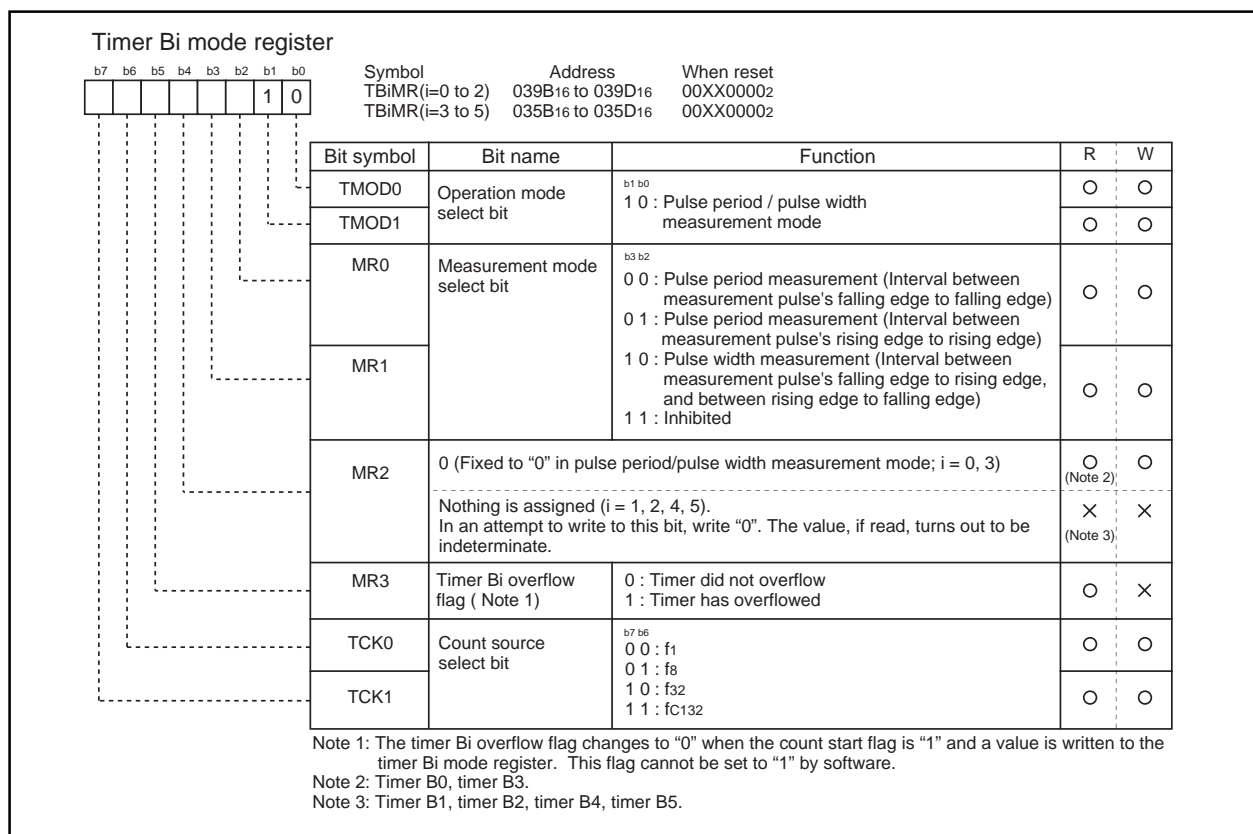 Timer Bi mode register
b7 b6 b5 b4 b3 b2 b1 b0
1 0
Symbol Address When reset
TBiMR(i=0 to 2) 039B16 to 039D16 00XX00002
TBiMR(i=3 to 5) 035B16 to 035D16 00XX00002
Bit symbol Bit name Function R W
TMOD0
TMOD1
Operation mode
select bit
b1 b0
1 0 : Pulse period / pulse width
measurement mode
MR0
MR1
Measurement mode
select bit
b3 b2
0 0 : Pulse period measurement (Interval between
measurement pulse's falling edge to falling edge)
0 1 : Pulse period measurement (Interval between
measurement pulse's rising edge to rising edge)
1 0 : Pulse width measurement (Interval between
measurement pulse's falling edge to rising edge,
and between rising edge to falling edge)
1 1 : Inhibited
MR2
0 (Fixed to “0” in pulse period/pulse width measurement mode; i = 0, 3)
(Note 2)
Nothing is assigned (i = 1, 2, 4, 5).
In an attempt to write to this bit, write “0”. The value, if read, turns out to be
indeterminate.
(Note 3)
MR3
Timer Bi overflow
flag ( Note 1)
0 : Timer did not overflow
1 : Timer has overflowed
TCK0
TCK1
Count source
select bit
b7 b6
0 0 : f1
0 1 : f8
1 0 : f32
1 1 : fC132
Note 1: The timer Bi overflow flag changes to “0” when the count start flag is “1” and a value is written to the
timer Bi mode register. This flag cannot be set to “1” by software.
Note 2: Timer B0, timer B3.
Note 3: Timer B1, timer B2, timer B4, timer B5.